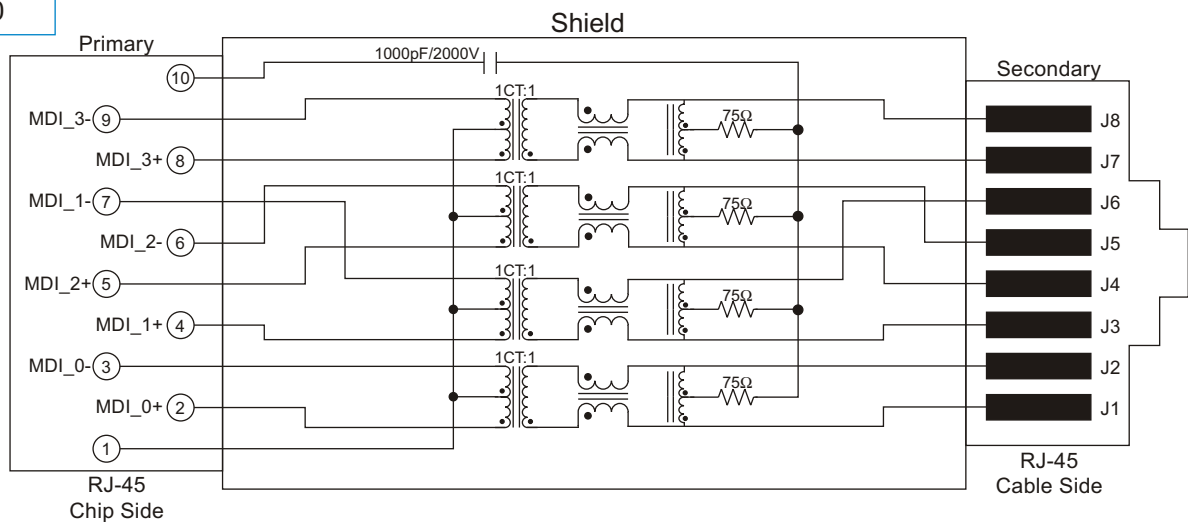 0
Shield
Primary
1000pF/2000V
10
Secondary
1CT:1
75Ω
MDI_3- 9
J8
MDI_3+ 8
J7
1CT:1
75Ω
MDI_1- 7
J6
MDI_2- 6
J5
1CT:1
75Ω
MDI_2+ 5
J4
MDI_1+ 4
J3
1CT:1
75Ω
MDI_0- 3
J2
MDI_0+ 2
J1
1
RJ-45
Chip Side
RJ-45
Cable Side